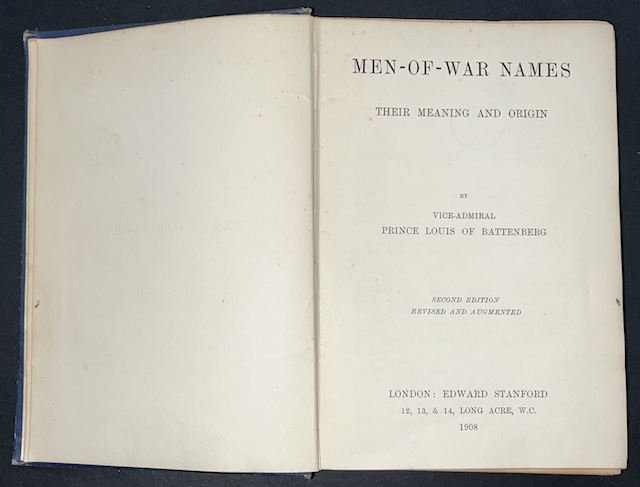 MEN-OF-WAR NAMES
THEIR MEANING AND ORIGIN
BY
VICE-ADMIRAL
PRINCE LOUIS OF BATTENBERG
SECOND EDITION
REVISED AND AUGMENTED
LONDON: EDWARD STANFORD
12, 13, & 14, LONG ACRE, W.C.
1908